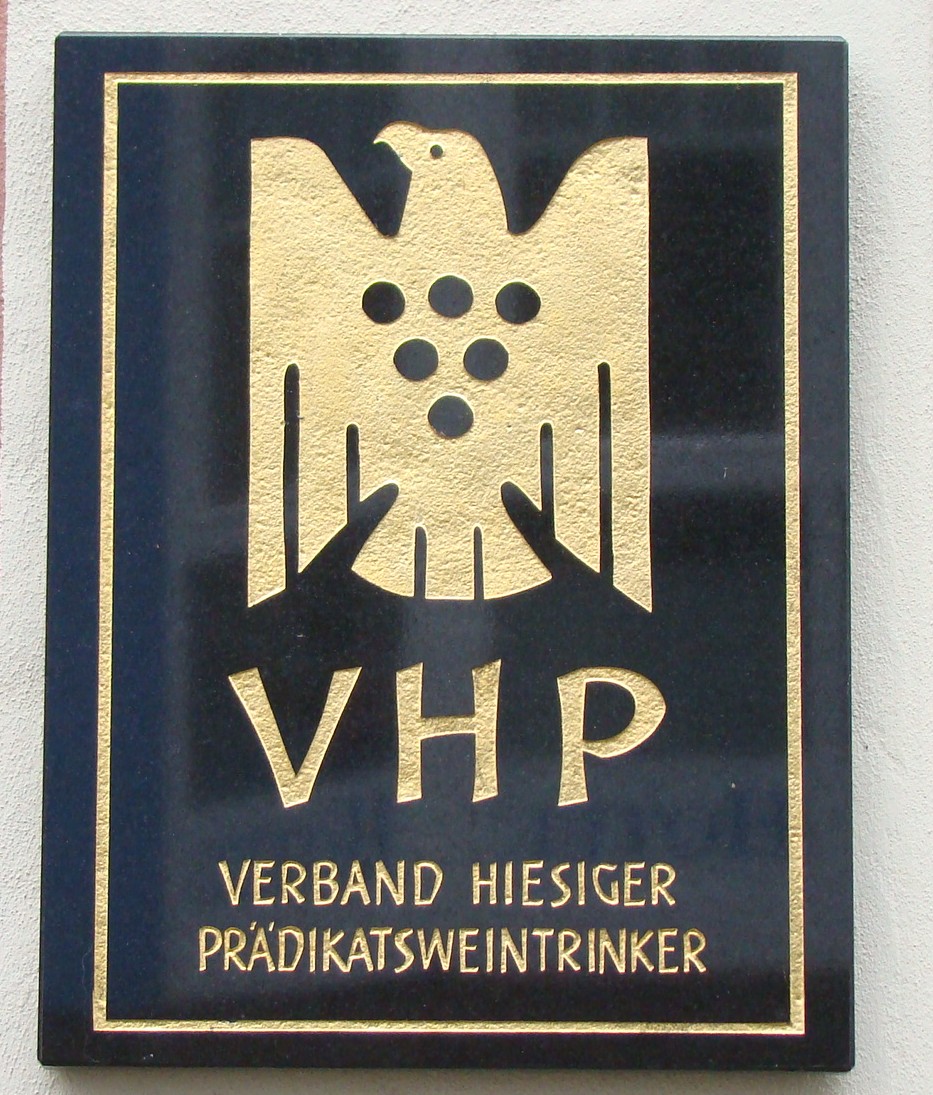 VHP
VERBAND HIESIGER
PRÄDIKATSWEINTRINKER